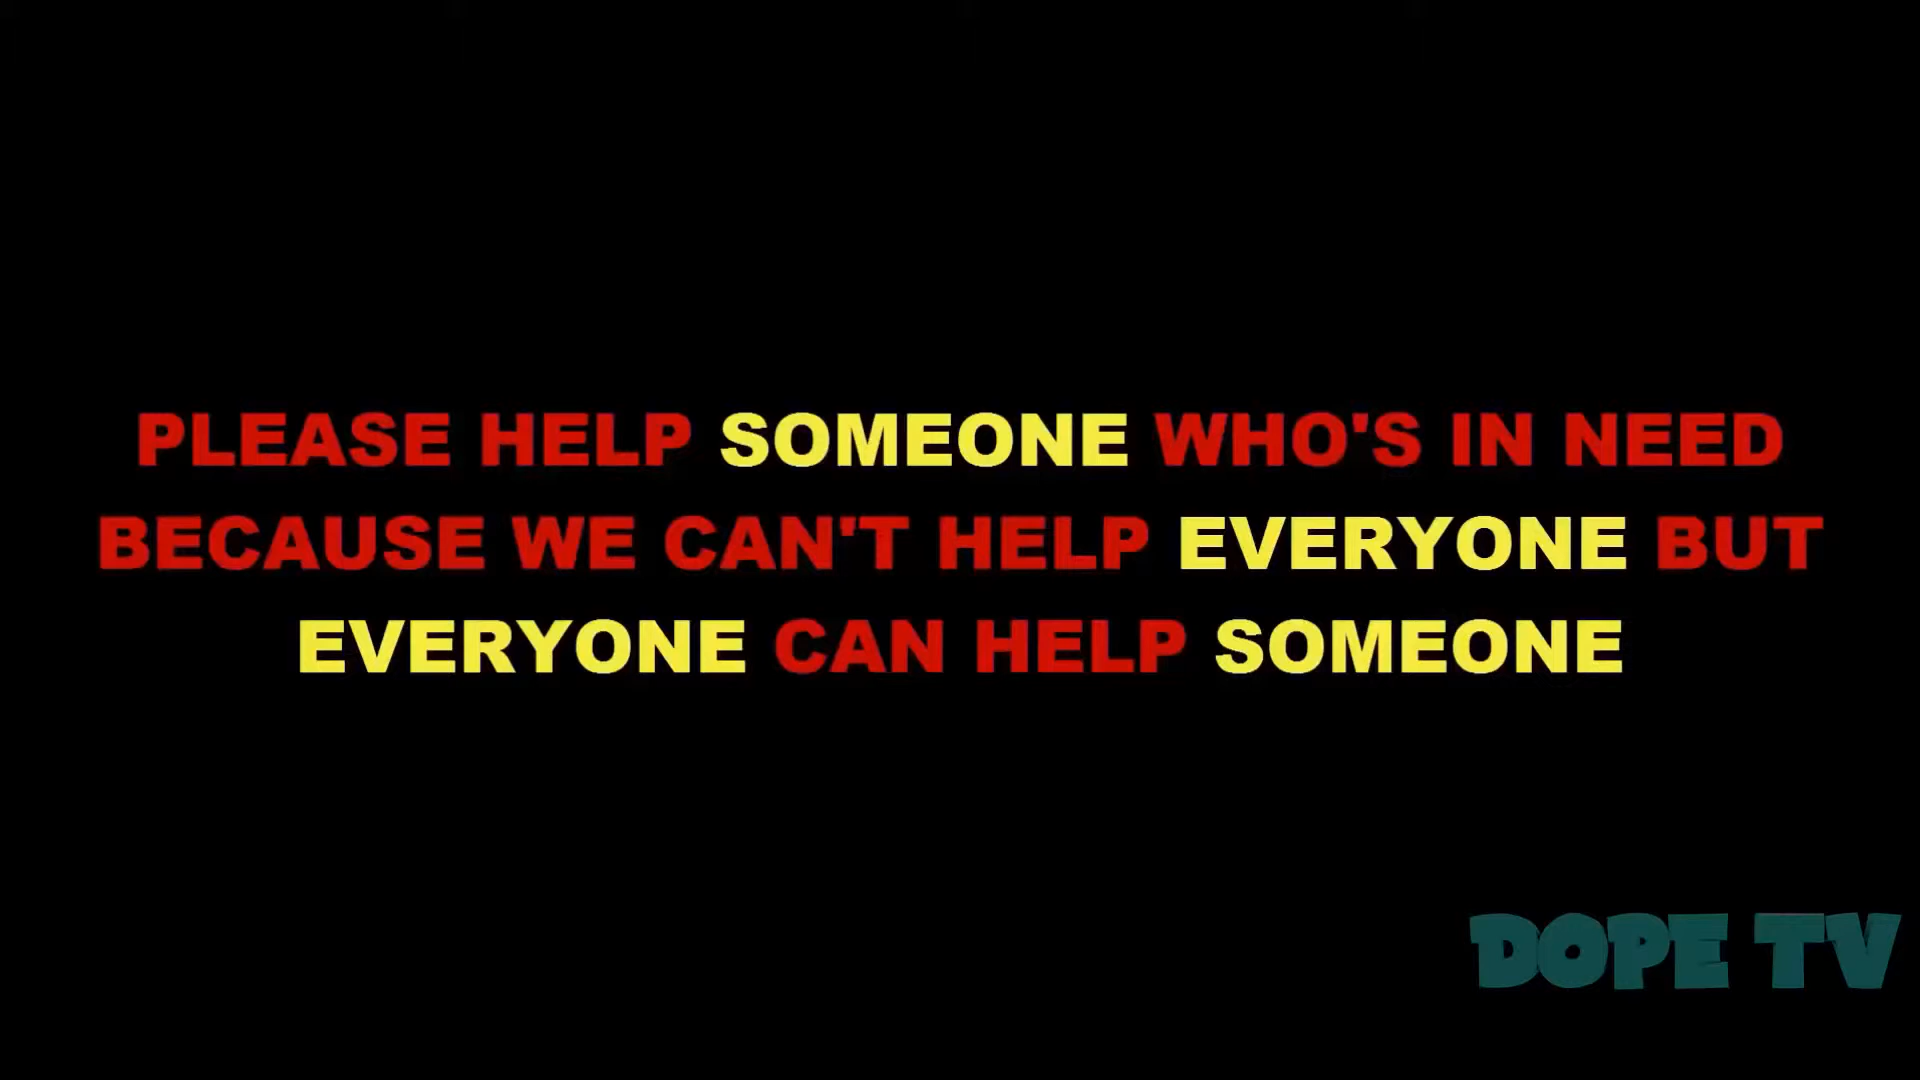 PLEASE HELP SOMEONE WHO'S IN NEED
BECAUSE WE CAN'T HELP EVERYONE BUT
EVERYONE CAN HELP SOMEONE
DOPE TV